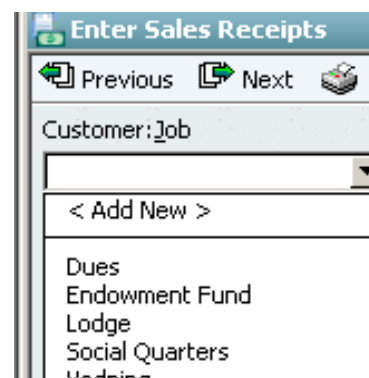 Enter Sales Receipts
Previous Next
Customer:Job
< Add New >
Dues
Endowment Fund
Lodge
Social Quarters